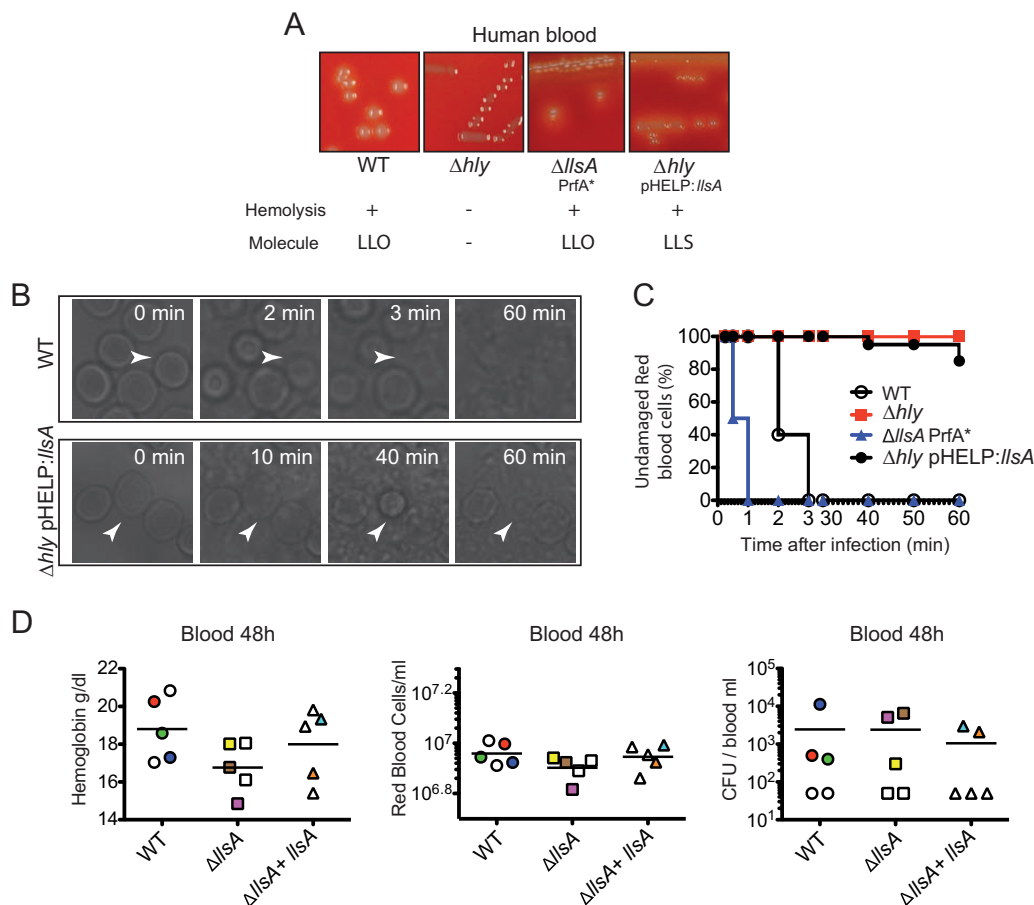 A
Human blood
WT
Δhly
ΔllsA
PrfA*
Δhly
pHELP:llsA
Hemolysis + - + +
Molecule LLO - LLO LLS
B
WT
0 min 2 min 3 min 60 min
Δhly pHELP:llsA
0 min 10 min 40 min 60 min
C
Undamaged Red
blood cells (%)
100
80
60
40
20
0
0 1 2 3 30 40 50 60
Time after infection (min)
WT
Δhly
ΔllsA PrfA*
Δhly pHELP:llsA
D
Blood 48h
Hemoglobin g/dl
22
20
18
16
14
WT ΔllsA ΔllsA+ llsA
Blood 48h
Red Blood Cells/ml
10^7.2
10^7
10^6.8
WT ΔllsA ΔllsA+ llsA
Blood 48h
CFU / blood ml
10^5
10^4
10^3
10^2
10^1
WT ΔllsA ΔllsA+ llsA